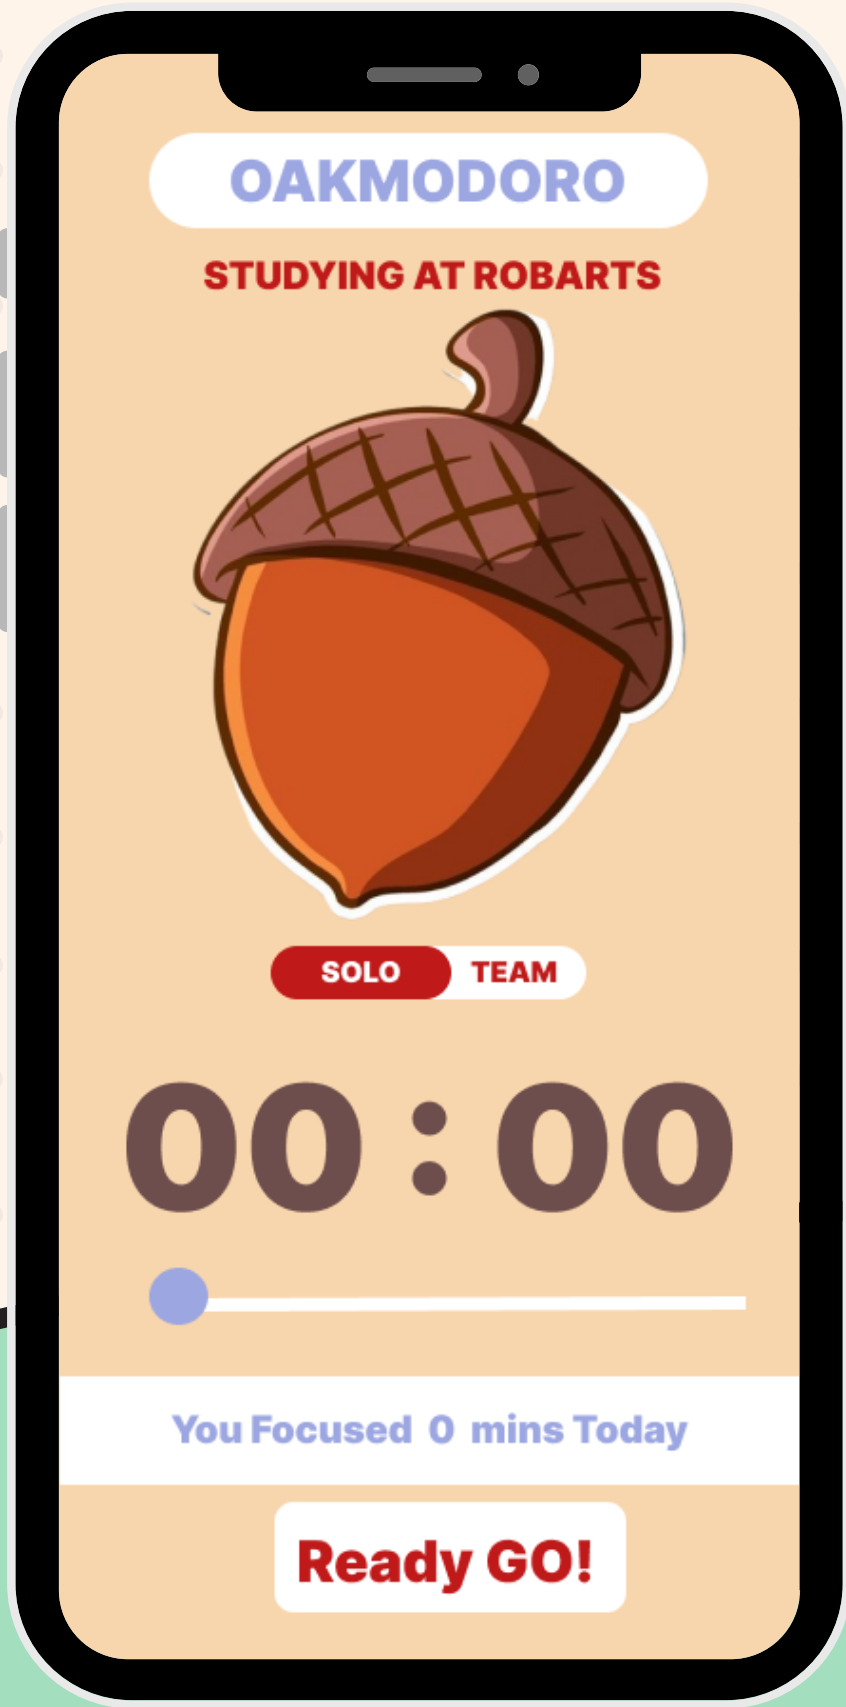 OAKMODORO
STUDYING AT ROBARTS
SOLO TEAM
00:00
You Focused 0 mins Today
Ready GO!